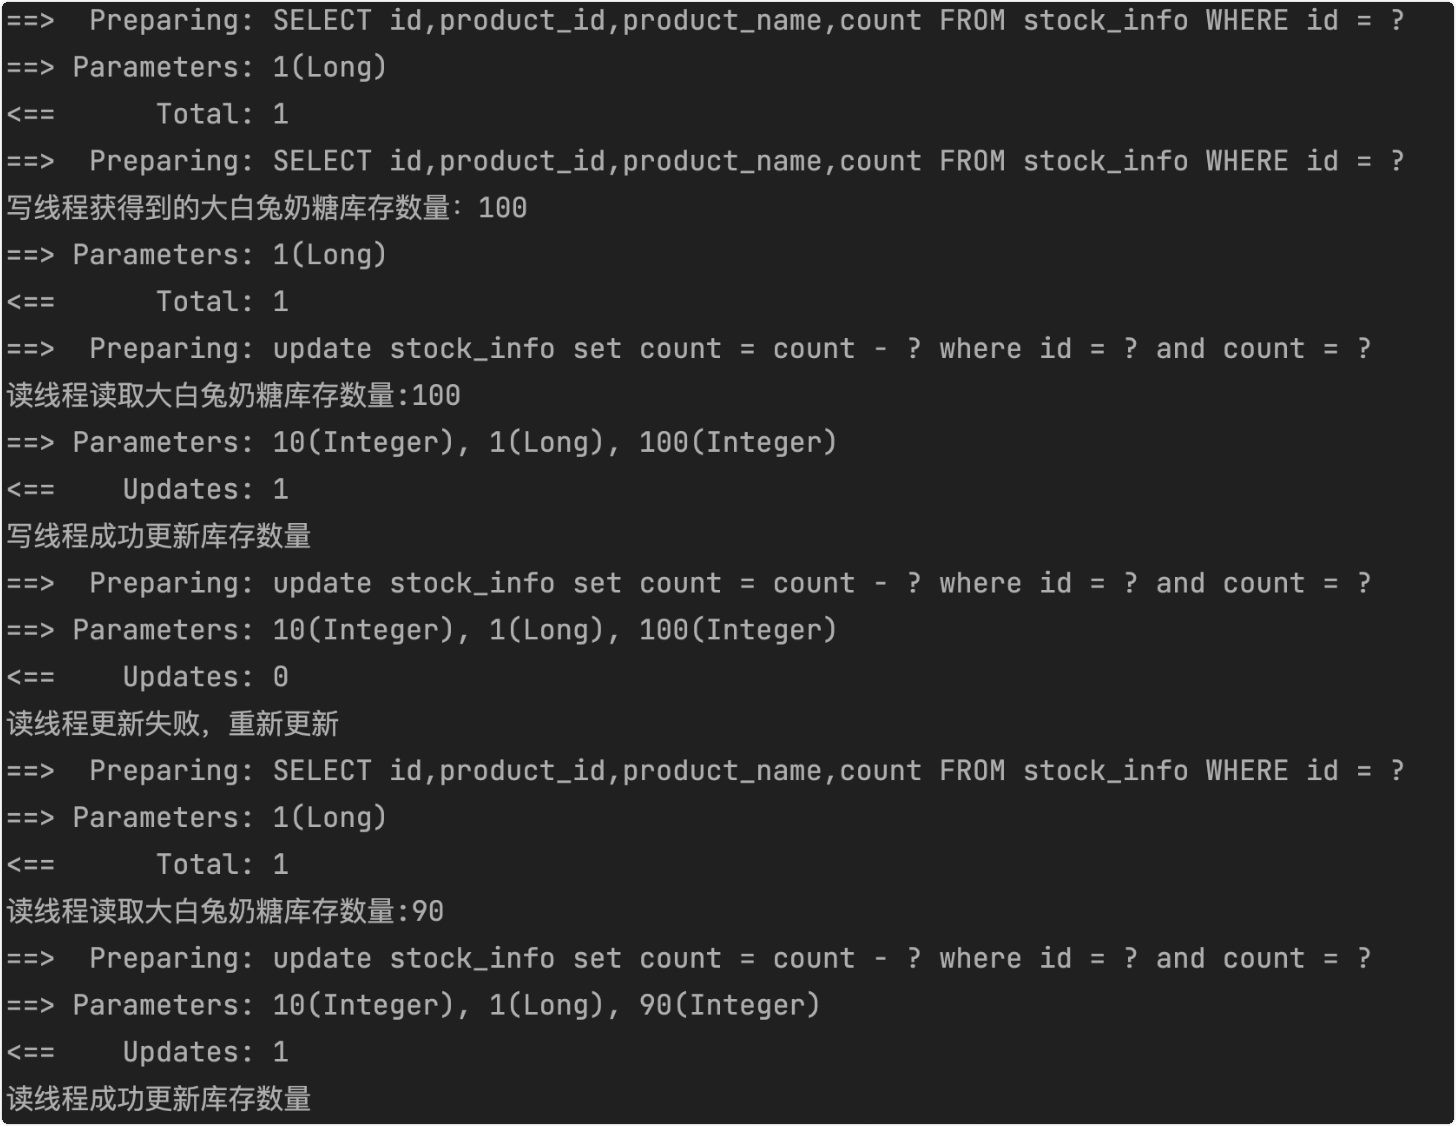 ==>  Preparing: SELECT id,product_id,product_name,count FROM stock_info WHERE id = ?
==> Parameters: 1(Long)
<==      Total: 1
==>  Preparing: SELECT id,product_id,product_name,count FROM stock_info WHERE id = ?
写线程获得到的大白兔奶糖库存数量：100
==> Parameters: 1(Long)
<==      Total: 1
==>  Preparing: update stock_info set count = count - ? where id = ? and count = ?
读线程读取大白兔奶糖库存数量:100
==> Parameters: 10(Integer), 1(Long), 100(Integer)
<==    Updates: 1
写线程成功更新库存数量
==>  Preparing: update stock_info set count = count - ? where id = ? and count = ?
==> Parameters: 10(Integer), 1(Long), 100(Integer)
<==    Updates: 0
读线程更新失败，重新更新
==>  Preparing: SELECT id,product_id,product_name,count FROM stock_info WHERE id = ?
==> Parameters: 1(Long)
<==      Total: 1
读线程读取大白兔奶糖库存数量:90
==>  Preparing: update stock_info set count = count - ? where id = ? and count = ?
==> Parameters: 10(Integer), 1(Long), 90(Integer)
<==    Updates: 1
读线程成功更新库存数量